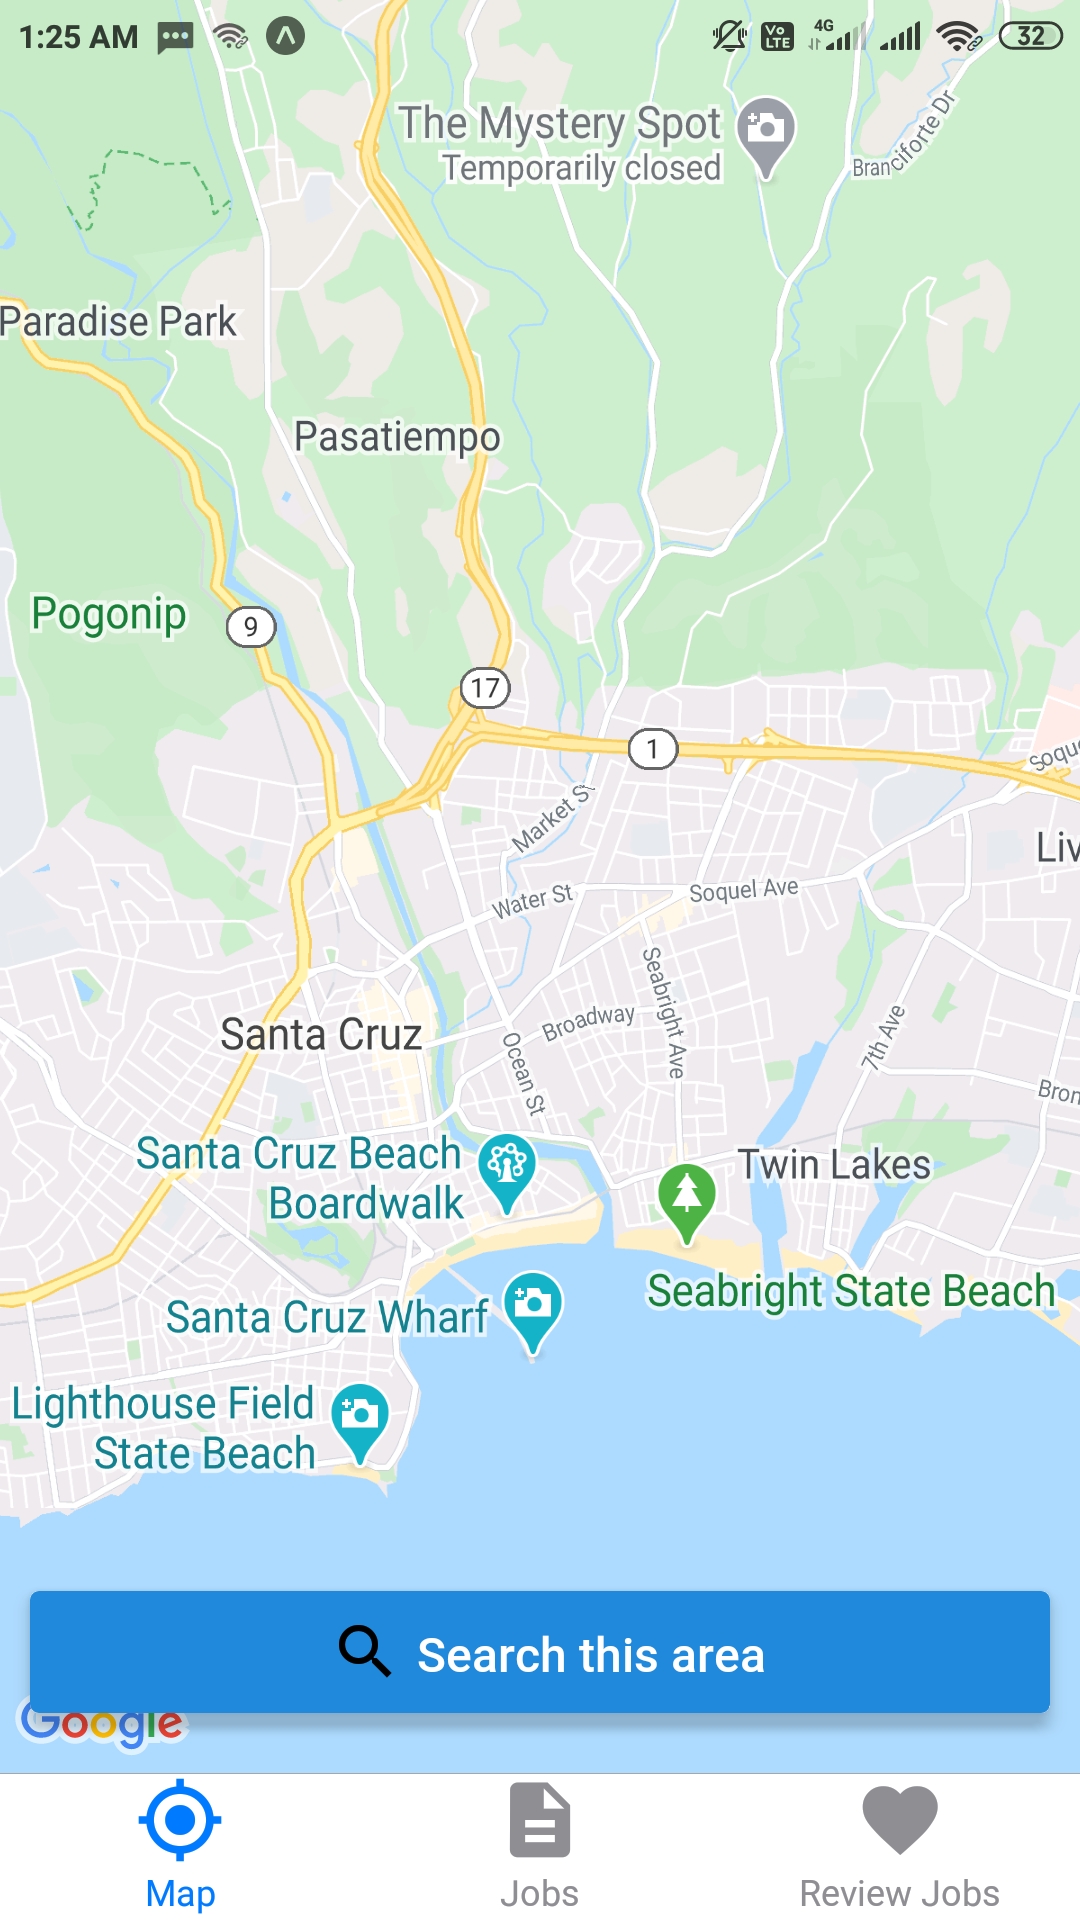 1:25 AM
Vo
LTE
4G
32
The Mystery Spot
Temporarily closed
Branciforte Dr
Paradise Park
Pasatiempo
Pogonip
9
17
1
Market St
Water St
Soquel Ave
Seabright Ave
Broadway
Ocean St
7th Ave
Santa Cruz
Santa Cruz Beach
Boardwalk
Twin Lakes
Seabright State Beach
Santa Cruz Wharf
Lighthouse Field
State Beach
Search this area
Google
Map
Jobs
Review Jobs